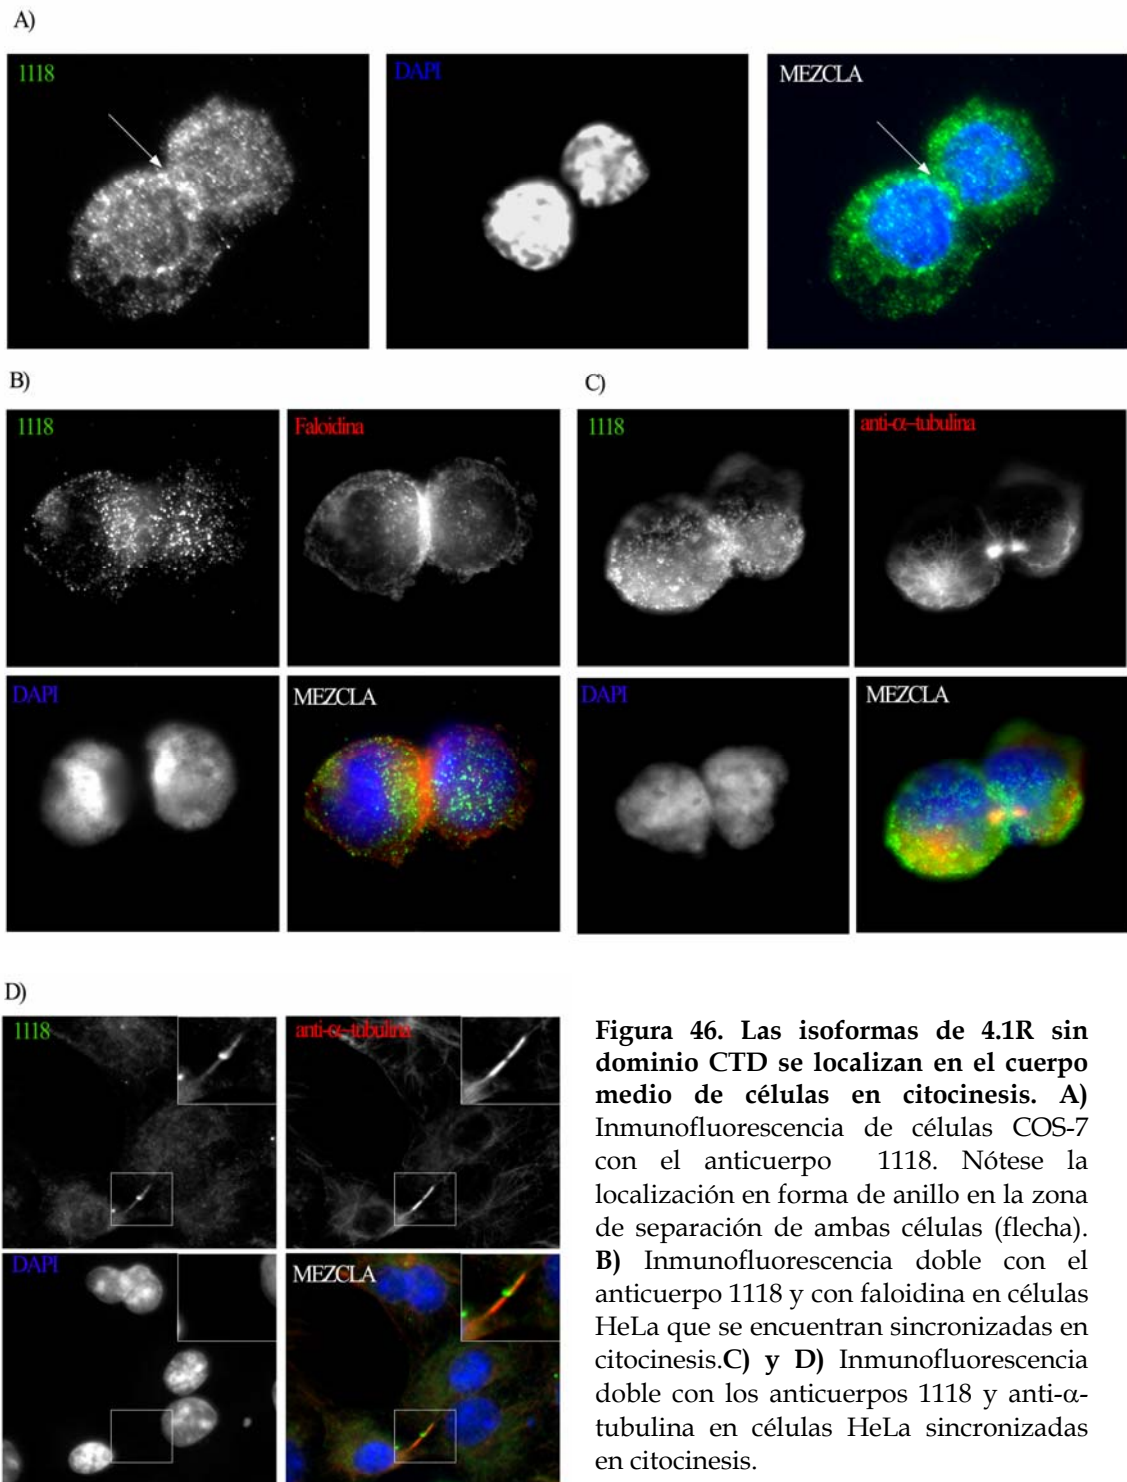 A)
1118
DAPI
MEZCLA
B)
C)
1118
Faloidina
1118
anti-α-tubulina
DAPI
MEZCLA
DAPI
MEZCLA
D)
1118
anti-α-tubulina
DAPI
MEZCLA
Figura 46. Las isoformas de 4.1R sin
dominio CTD se localizan en el cuerpo
medio de células en citocinesis. A)
Inmunofluorescencia de células COS-7
con el anticuerpo 1118. Nótese la
localización en forma de anillo en la zona
de separación de ambas células (flecha).
B) Inmunofluorescencia doble con el
anticuerpo 1118 y con faloidina en células
HeLa que se encuentran sincronizadas en
citocinesis.C) y D) Inmunofluorescencia
doble con los anticuerpos 1118 y anti-α-
tubulina en células HeLa sincronizadas
en citocinesis.